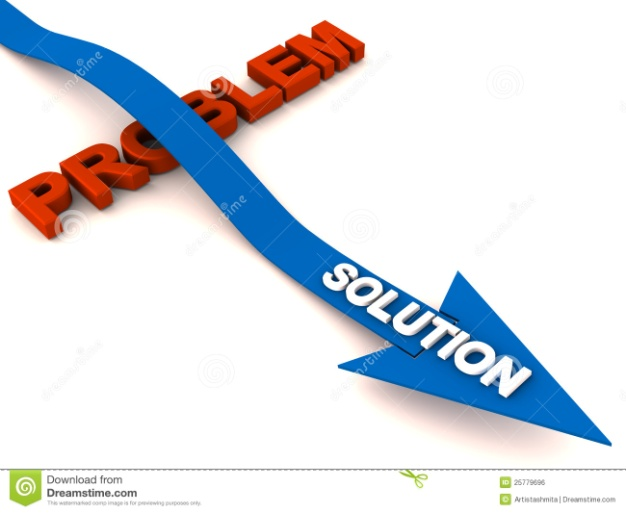 PROBLEM
SOLUTION
Download from
Dreamstime.com
This watermarked comp image is for previewing purposes only.
ID 25779696
© Artistashmita | Dreamstime.com